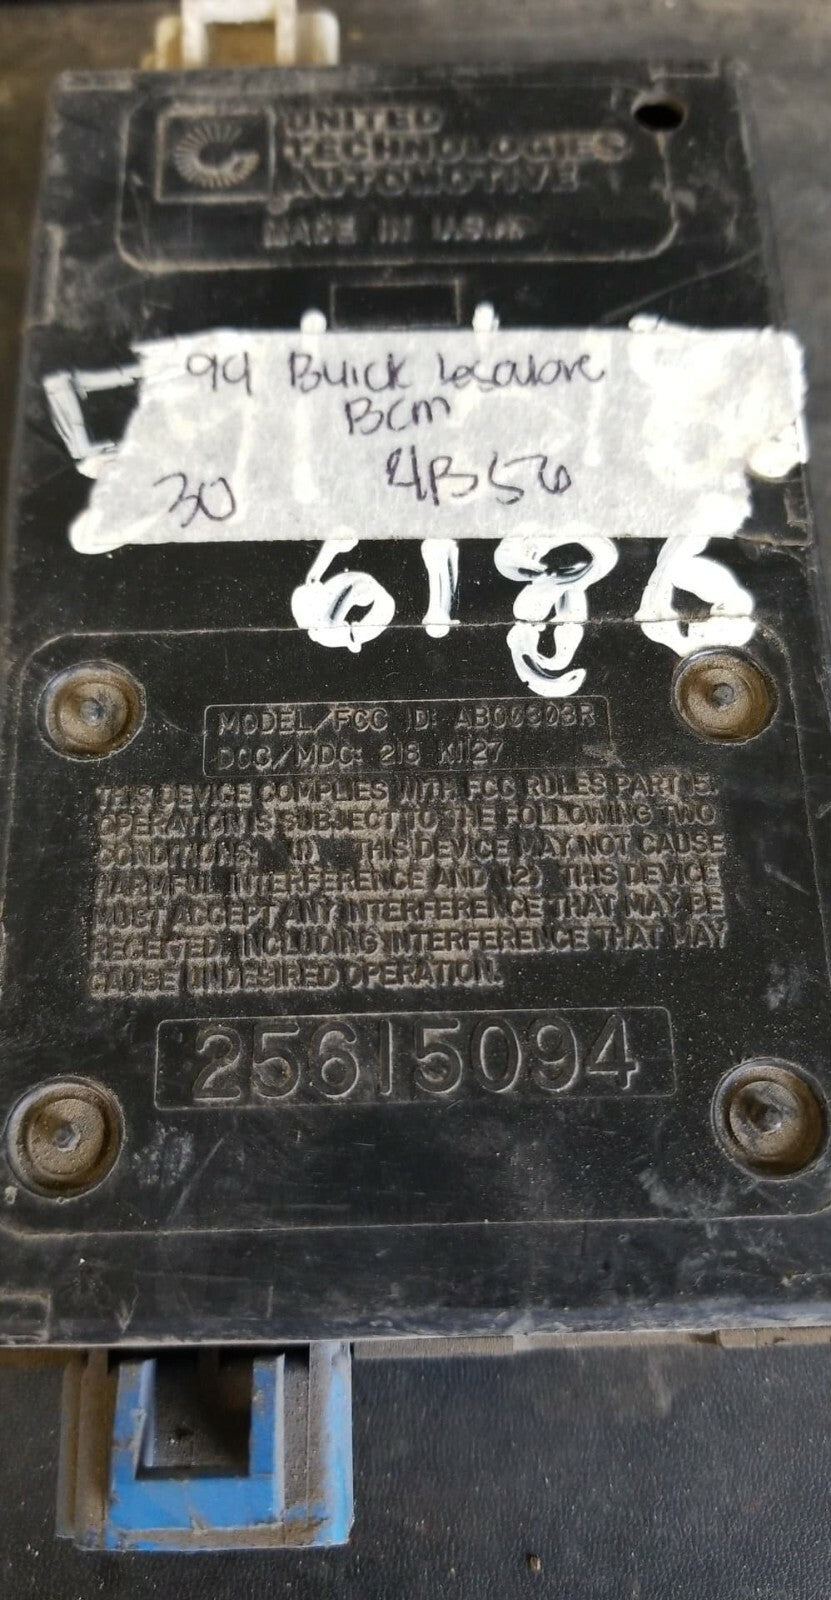 UNITED
TECHNOLOGIES
AUTOMOTIVE
MADE IN U.S.A.
99 Buick Lesabre
BCM
30 4B56
6186
MODEL/FCC ID: AB00303R
DOC/MDC: 218 K127
THIS DEVICE COMPLIES WITH FCC RULES PART 15.
OPERATION IS SUBJECT TO THE FOLLOWING TWO
CONDITIONS: (1) THIS DEVICE MAY NOT CAUSE
HARMFUL INTERFERENCE AND (2) THIS DEVICE
MUST ACCEPT ANY INTERFERENCE THAT MAY BE
RECEIVED, INCLUDING INTERFERENCE THAT MAY
CAUSE UNDESIRED OPERATION.
25615094